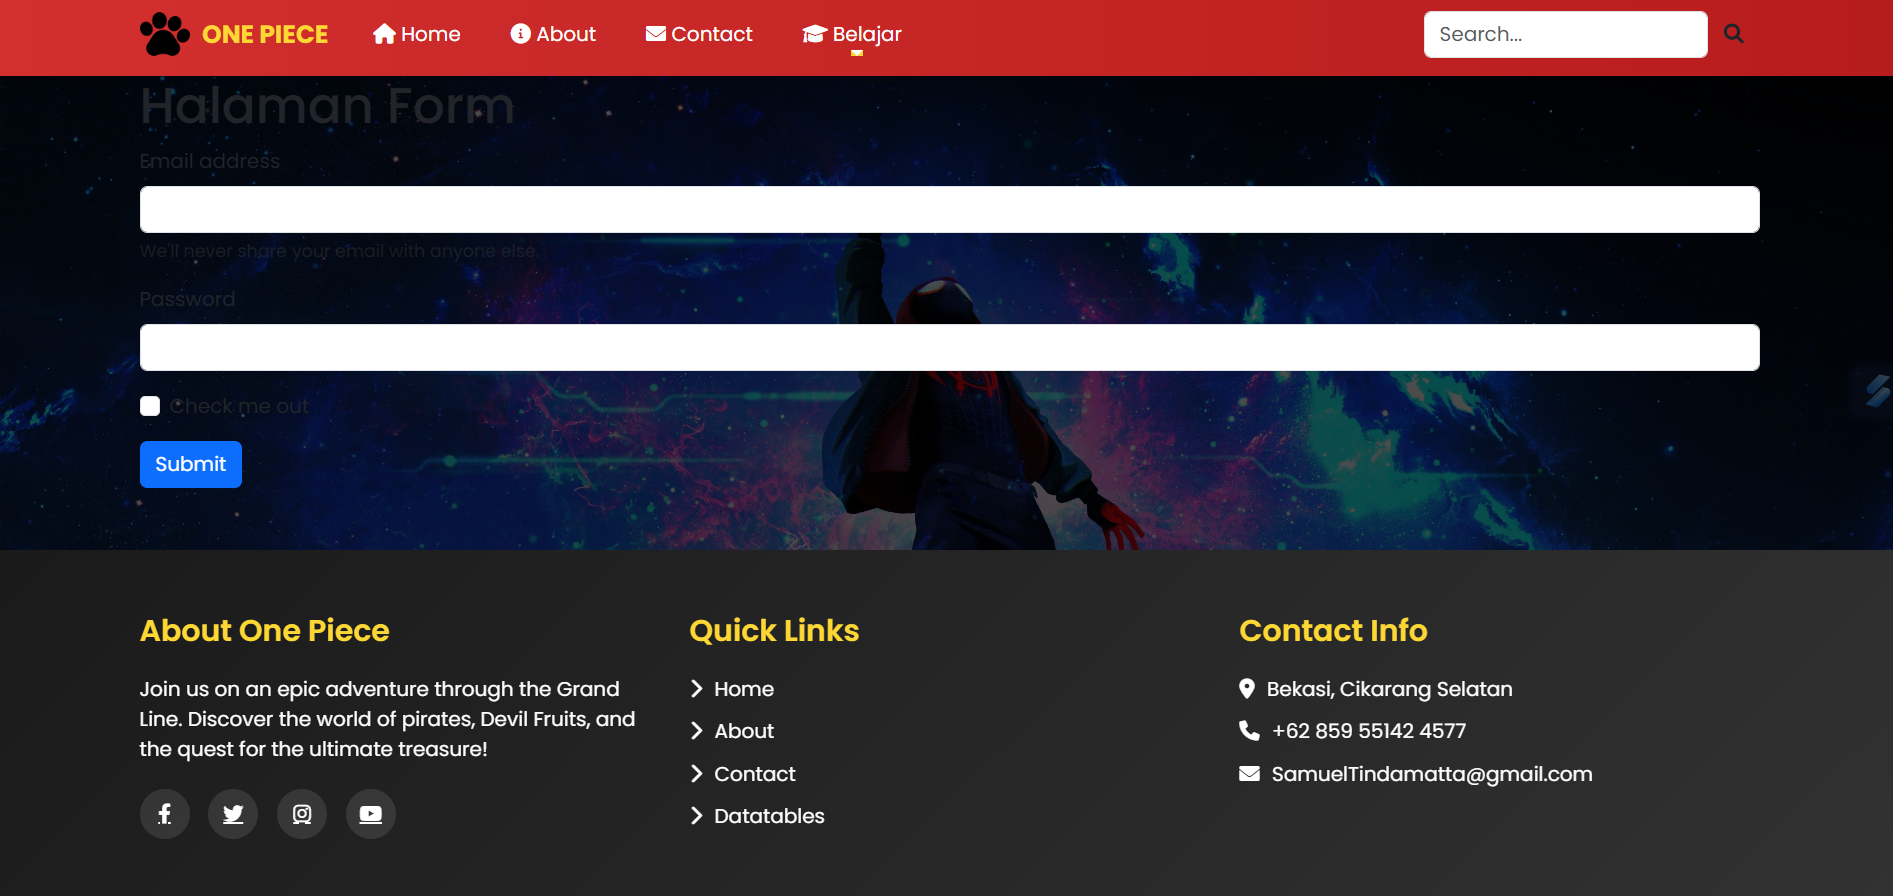 ONE PIECE
Home
About
Contact
Belajar
Search...
Halaman Form
Email address
We'll never share your email with anyone else.
Password
Check me out
Submit
About One Piece
Join us on an epic adventure through the Grand
Line. Discover the world of pirates, Devil Fruits, and
the quest for the ultimate treasure!
Quick Links
Home
About
Contact
Datatables
Contact Info
Bekasi, Cikarang Selatan
+62 859 55142 4577
SamuelTindamatta@gmail.com